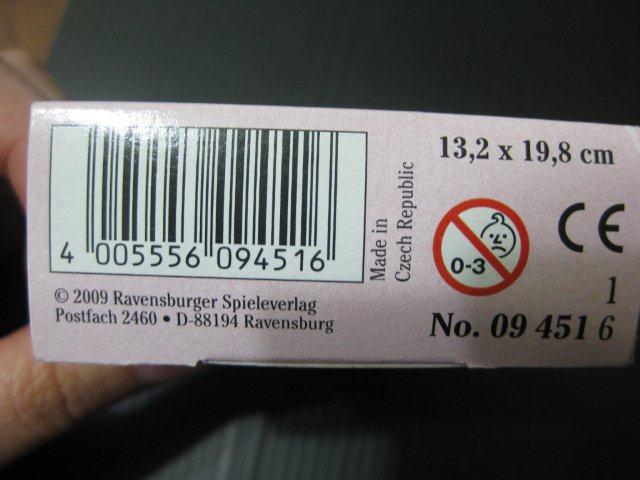 4 005556 094516
Made in
Czech Republic
13,2 x 19,8 cm
0-3
CE
© 2009 Ravensburger Spieleverlag
Postfach 2460 • D-88194 Ravensburg
1
No. 09 451 6